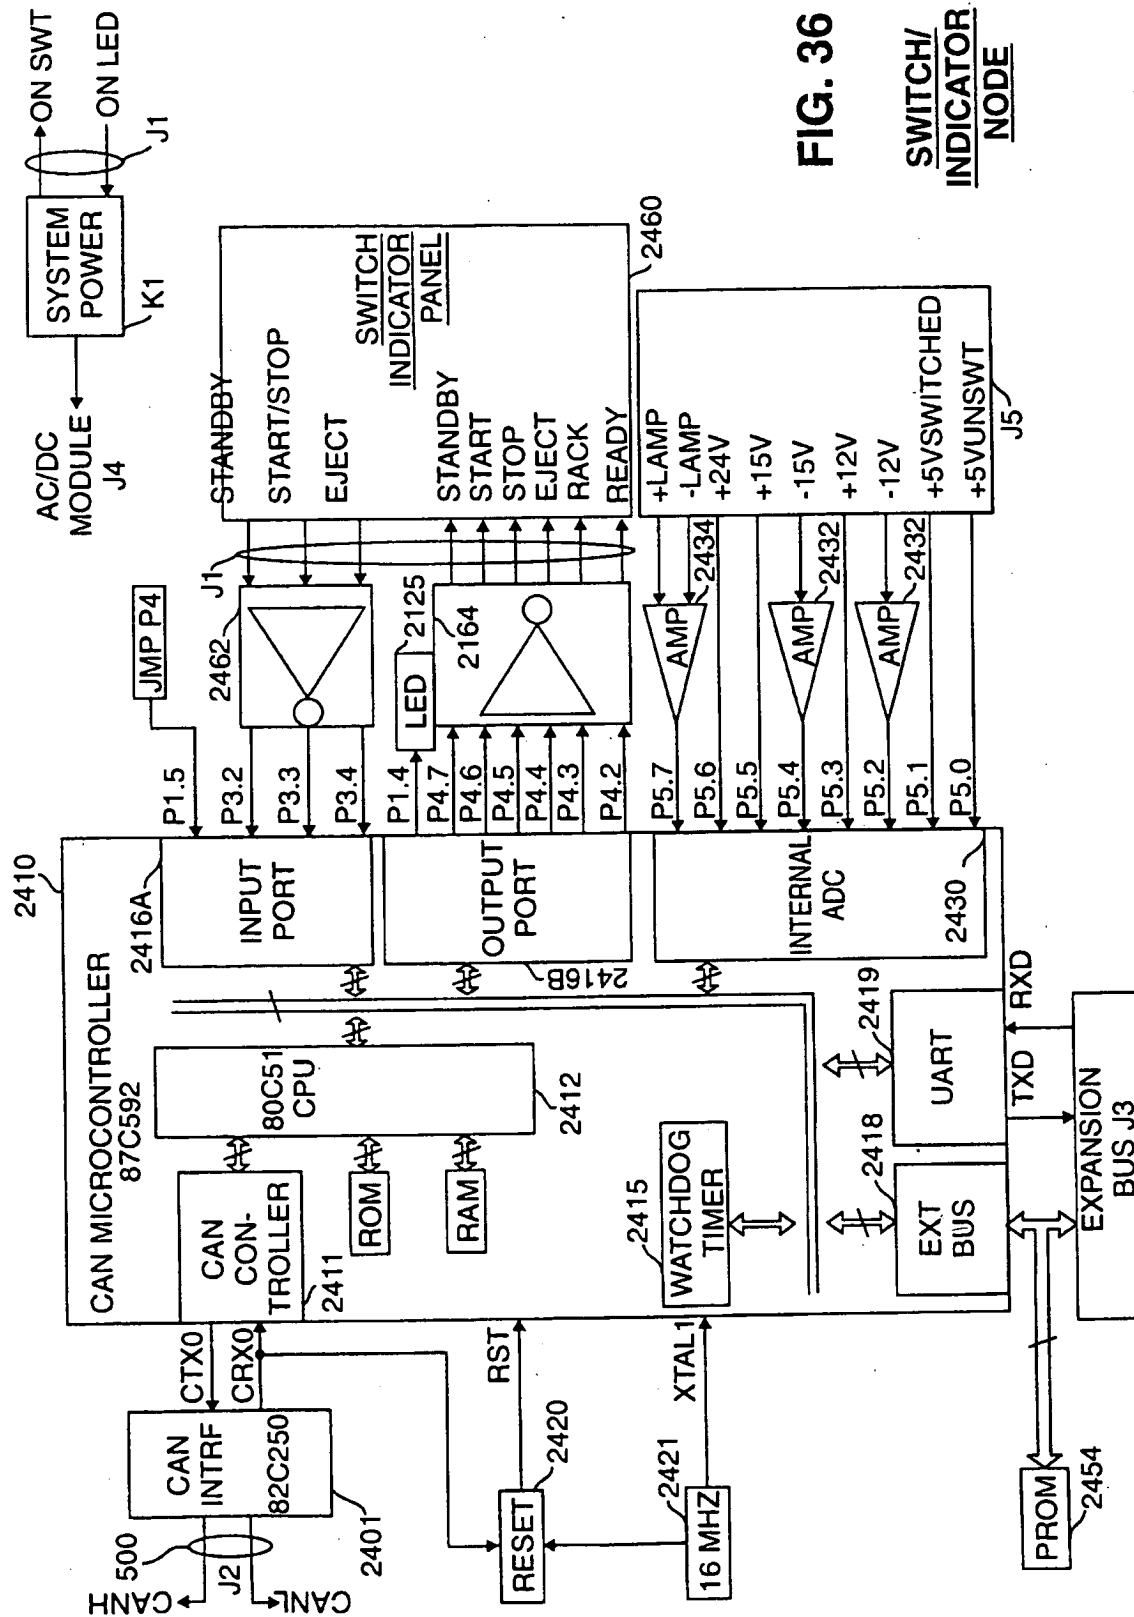 ON SWT
ON LED
J1
SYSTEM
POWER
K1
AC/DC
MODULE
J4
FIG. 36
SWITCH/
INDICATOR
NODE
SWITCH
INDICATOR
PANEL
2460
STANDBY
START/STOP
EJECT
STANDBY
START
STOP
EJECT
RACK
READY
J1
JMP P4
2462
LED
2125
2164
+LAMP
-LAMP
+24V
+15V
-15V
+12V
-12V
+5VSWITCHED
+5VUNSWT
J5
AMP
2434
AMP
2432
AMP
2432
P1.5
P3.2
P3.3
P3.4
P1.4
P4.7
P4.6
P4.5
P4.4
P4.3
P4.2
P5.7
P5.6
P5.5
P5.4
P5.3
P5.2
P5.1
P5.0
2410
CAN MICROCONTROLLER
87C592
2416A
INPUT
PORT
OUTPUT
PORT
2416B
INTERNAL
ADC
2430
80C51
CPU
2412
CAN
CON-
TROLLER
2411
ROM
RAM
2415
WATCHDOG
TIMER
2418
EXT
BUS
2419
UART
TXD
RXD
EXPANSION
BUS J3
CTX0
CRX0
CAN
INTRF
82C250
2401
500
J2
CANH
CANL
RST
RESET
2420
XTAL1
2421
16 MHZ
PROM
2454